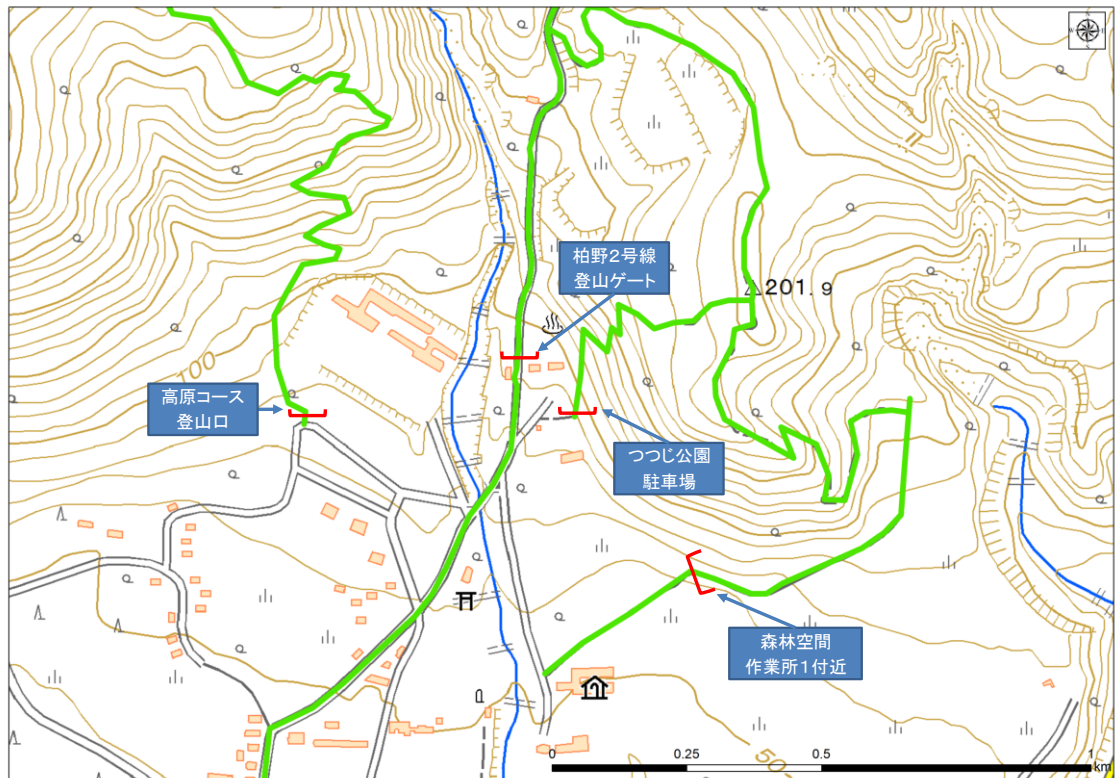 柏野2号線
登山ゲート
201.9
100
高原コース
登山口
つつじ公園
駐車場
森林空間
作業所1付近
50
0 0.25 0.5 1
km